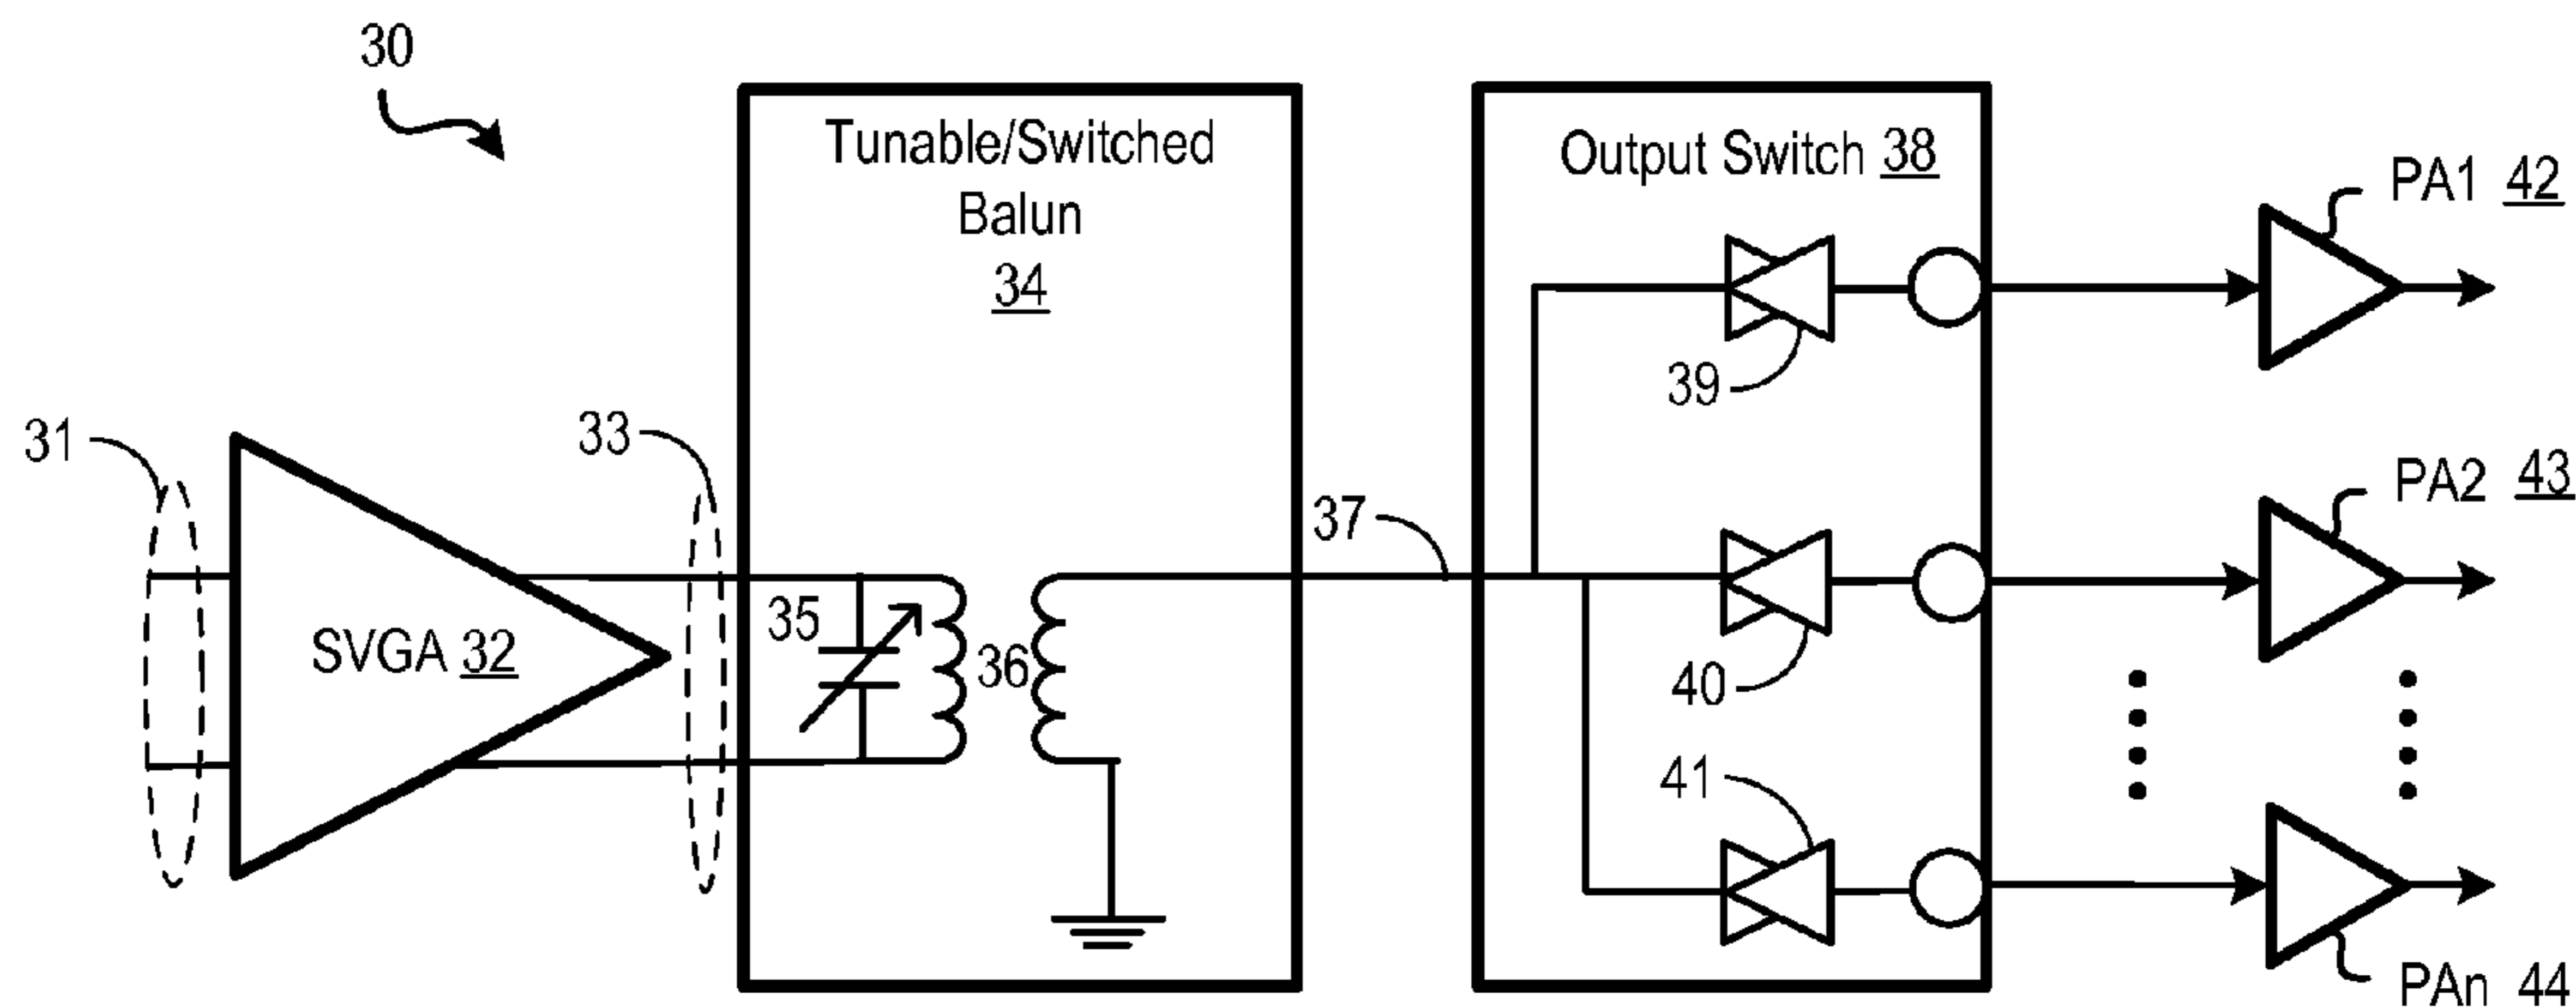 30
Tunable/Switched
Balun
34
Output Switch 38
PA1 42
39
31
33
PA2 43
37
35
SVGA 32
36
40
41
PAn 44